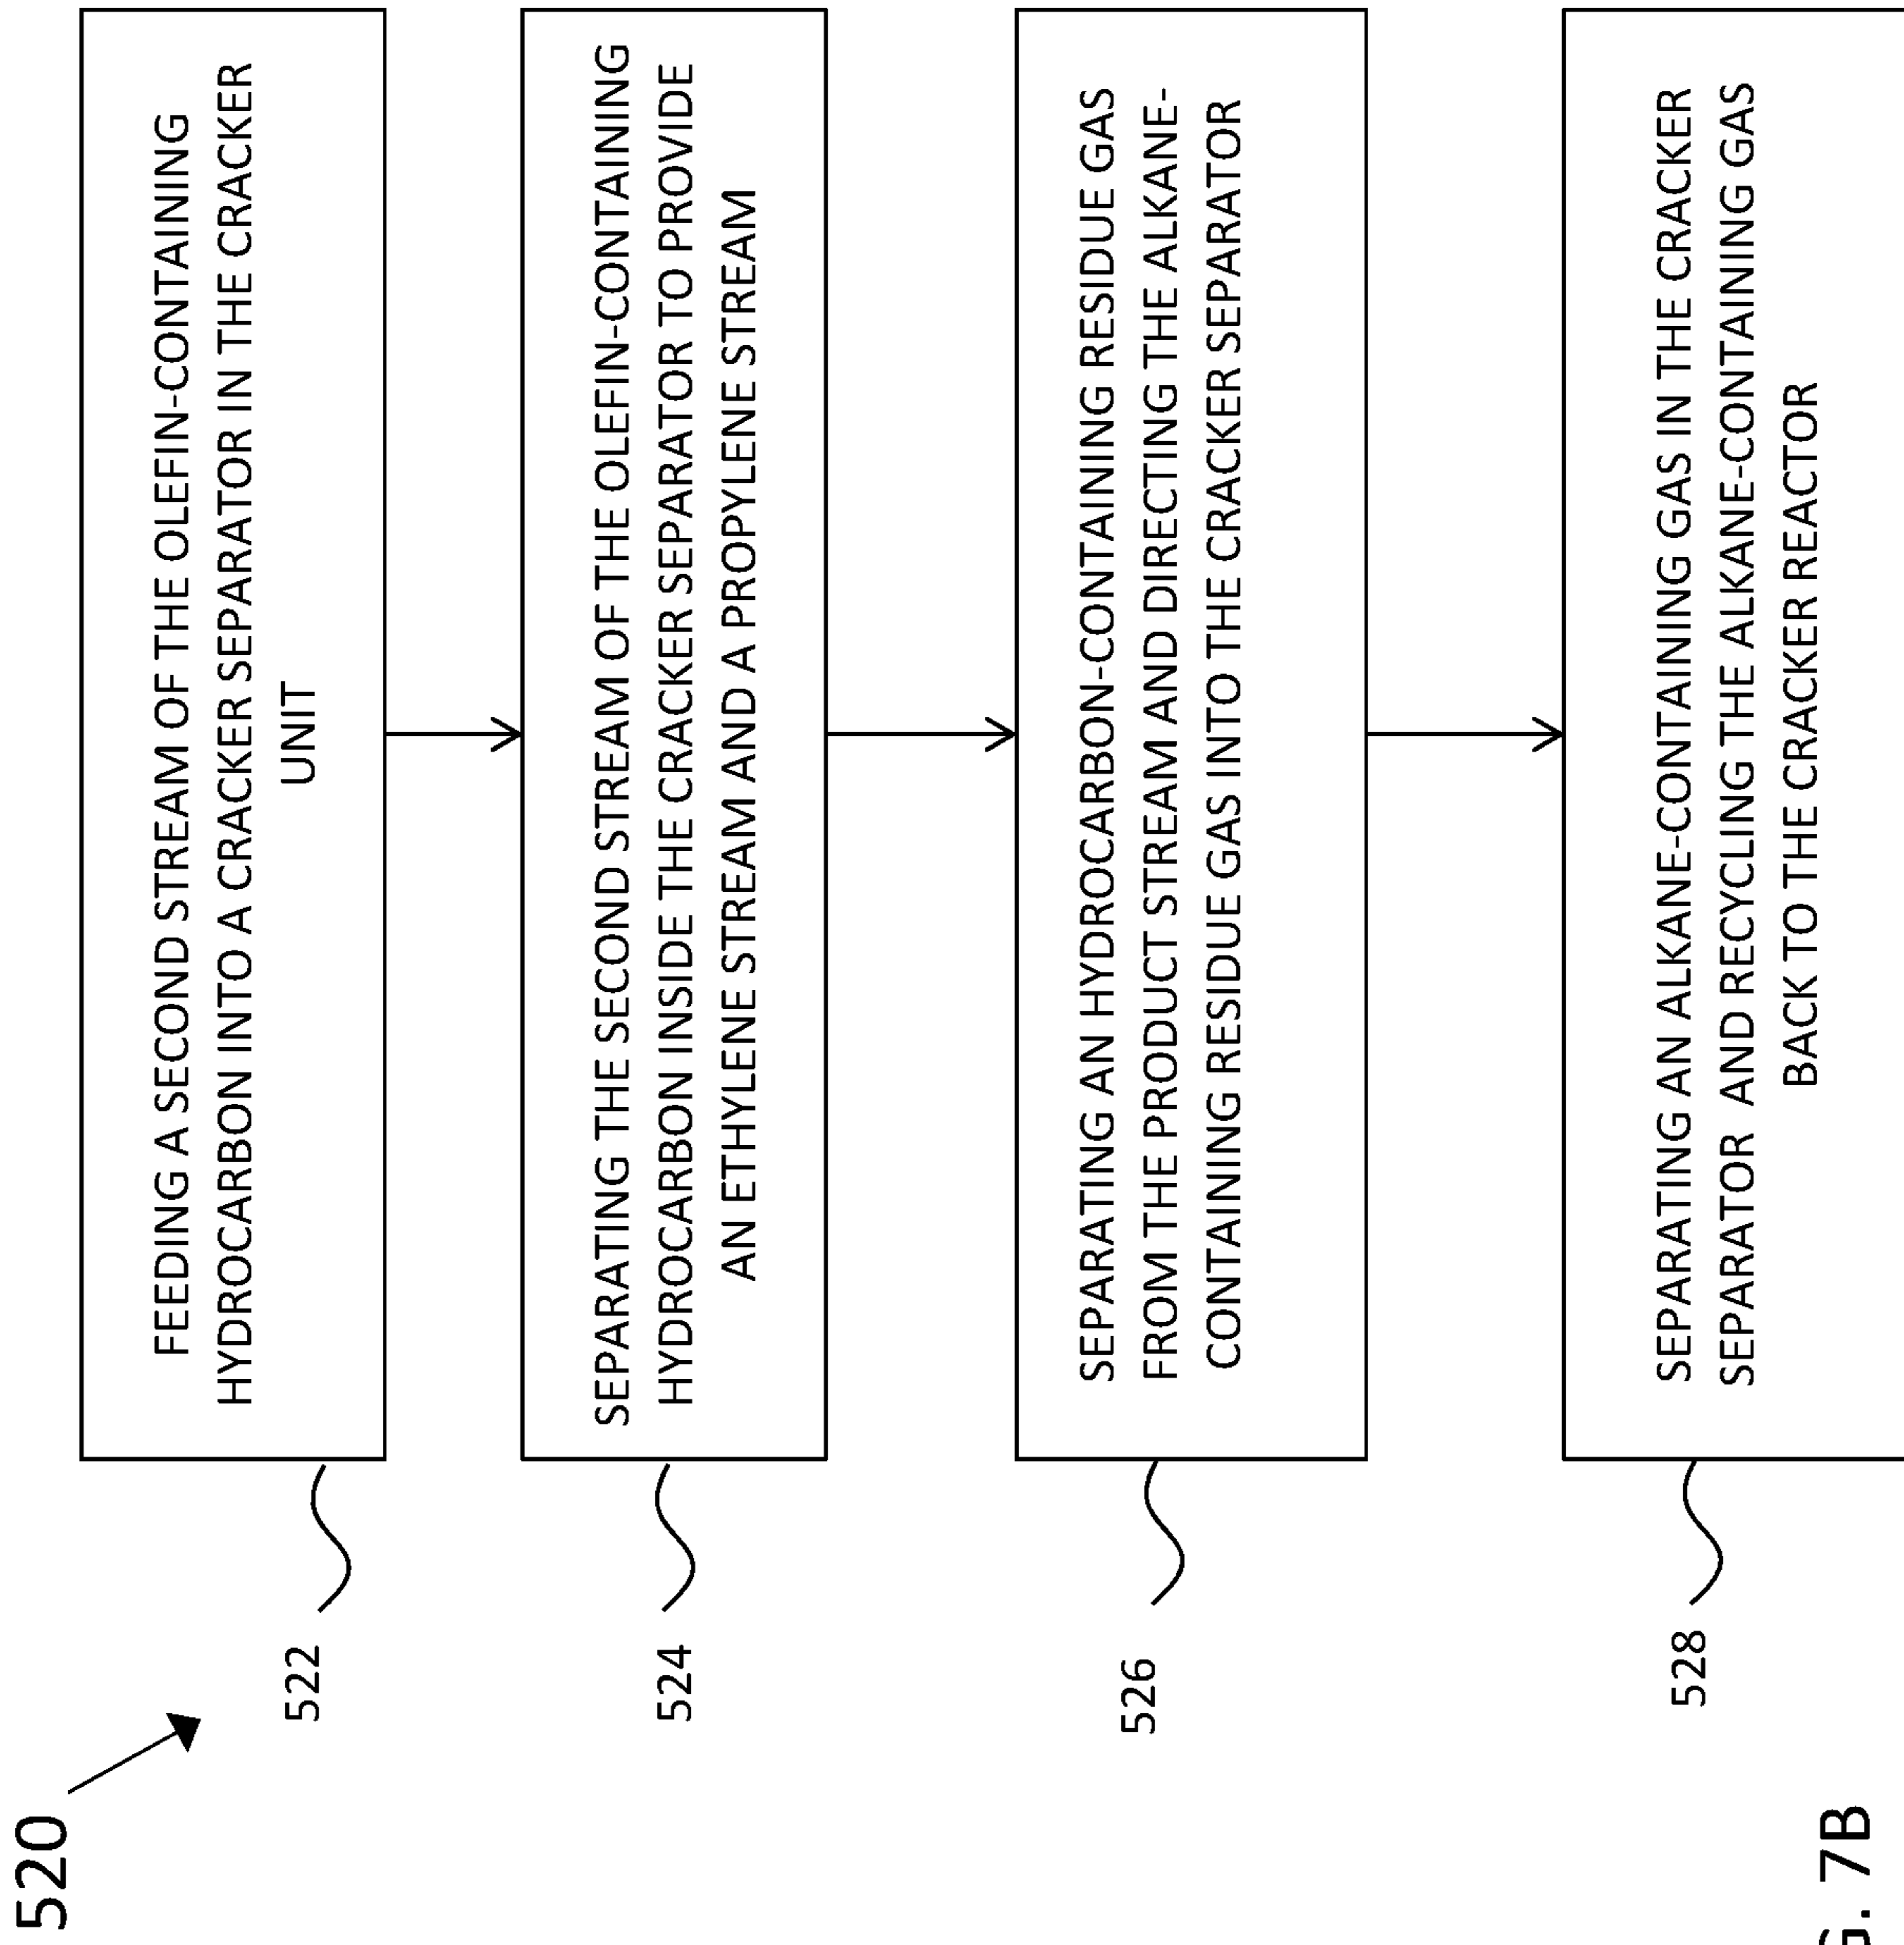 520
522
FEEDING A SECOND STREAM OF THE OLEFIN-CONTAINING
HYDROCARBON INTO A CRACKER SEPARATOR IN THE CRACKER
UNIT
524
SEPARATING THE SECOND STREAM OF THE OLEFIN-CONTAINING
HYDROCARBON INSIDE THE CRACKER SEPARATOR TO PROVIDE
AN ETHYLENE STREAM AND A PROPYLENE STREAM
526
SEPARATING AN HYDROCARBON-CONTAINING RESIDUE GAS
FROM THE PRODUCT STREAM AND DIRECTING THE ALKANE-
CONTAINING RESIDUE GAS INTO THE CRACKER SEPARATOR
528
SEPARATING AN ALKANE-CONTAINING GAS IN THE CRACKER
SEPARATOR AND RECYCLING THE ALKANE-CONTAINING GAS
BACK TO THE CRACKER REACTOR
G. 7B